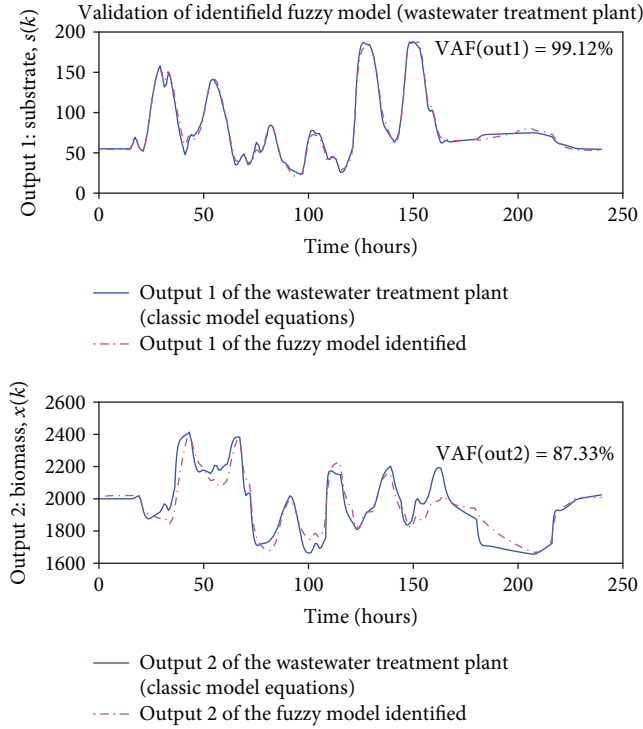 Validation of identifield fuzzy model (wastewater treatment plant)
VAF(out1) = 99.12%
Output 1: substrate, s(k)
200
150
100
50
0
0 50 100 150 200 250
Time (hours)
Output 1 of the wastewater treatment plant
(classic model equations)
Output 1 of the fuzzy model identified
VAF(out2) = 87.33%
Output 2: biomass, x(k)
2600
2400
2200
2000
1800
1600
0 50 100 150 200 250
Time (hours)
Output 2 of the wastewater treatment plant
(classic model equations)
Output 2 of the fuzzy model identified